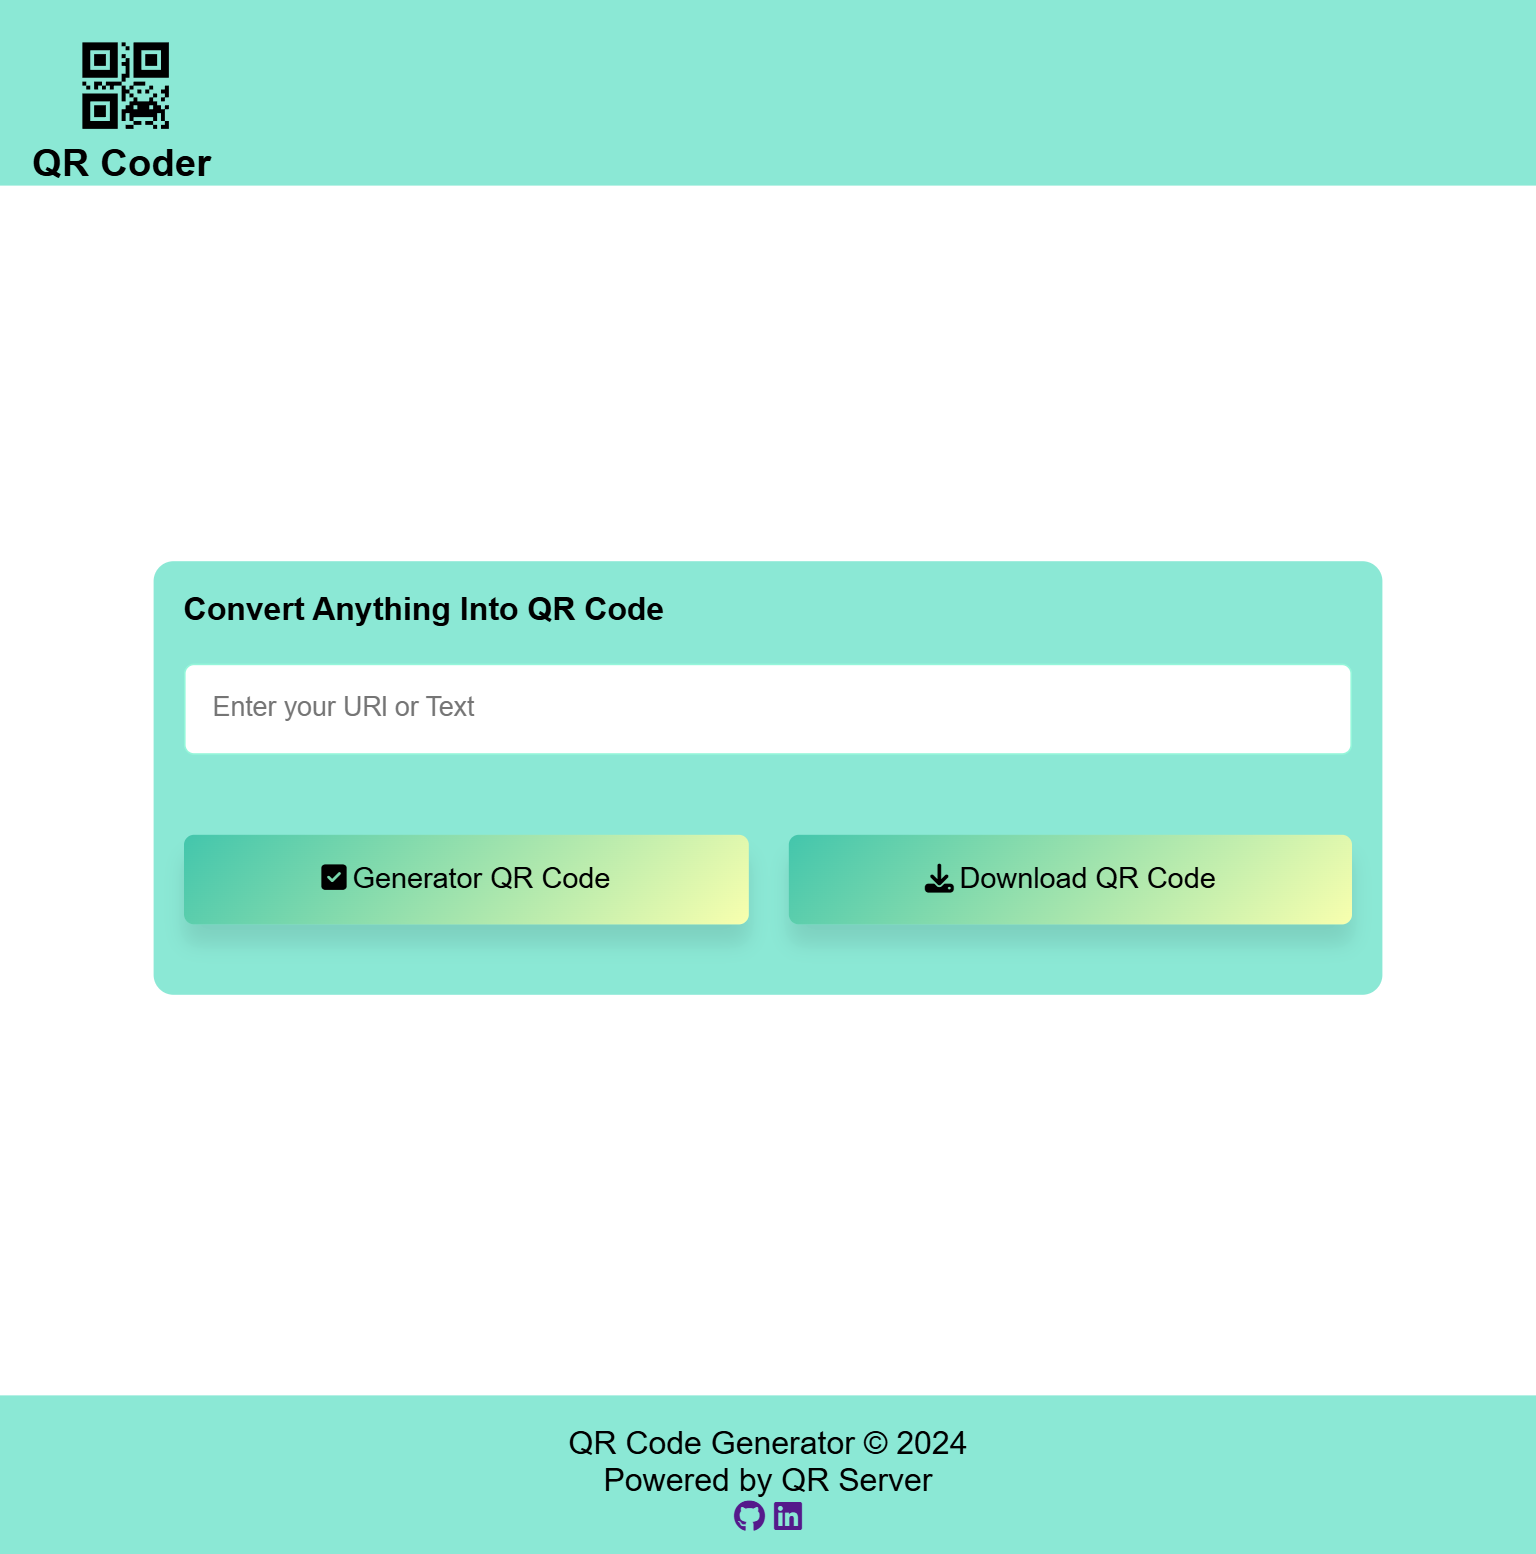 QR Coder
Convert Anything Into QR Code
Enter your URl or Text
Generator QR Code
Download QR Code
QR Code Generator © 2024
Powered by QR Server